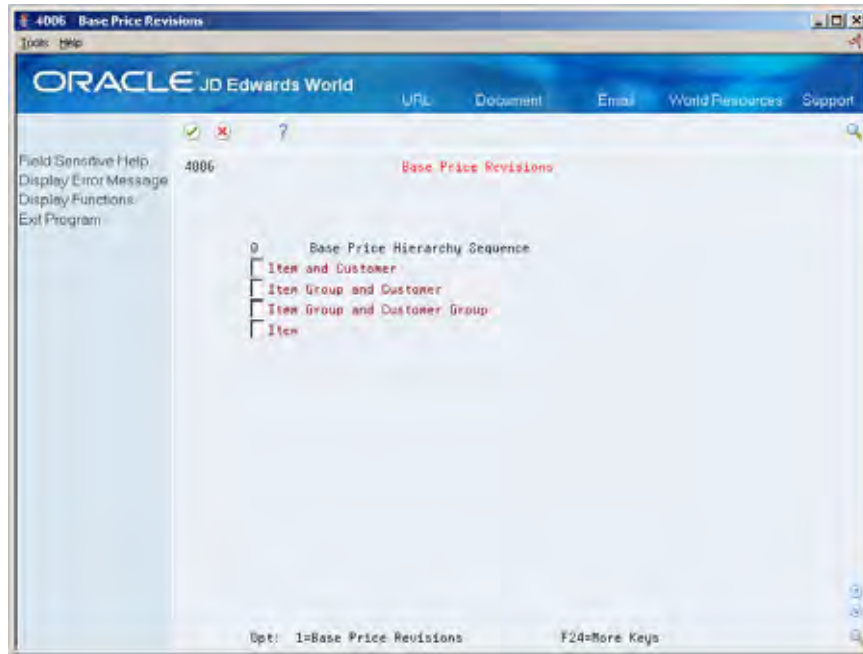 4006 Base Price Revisions
Tools Help
ORACLE JD Edwards World
URL Document Email World Resources Support
?
Field Sensitive Help
Display Error Message
Display Functions
Exit Program
4006 Base Price Revisions
O Base Price Hierarchy Sequence
Item and Customer
Item Group and Customer
Item Group and Customer Group
Item
Opt: 1=Base Price Revisions F24=More Keys